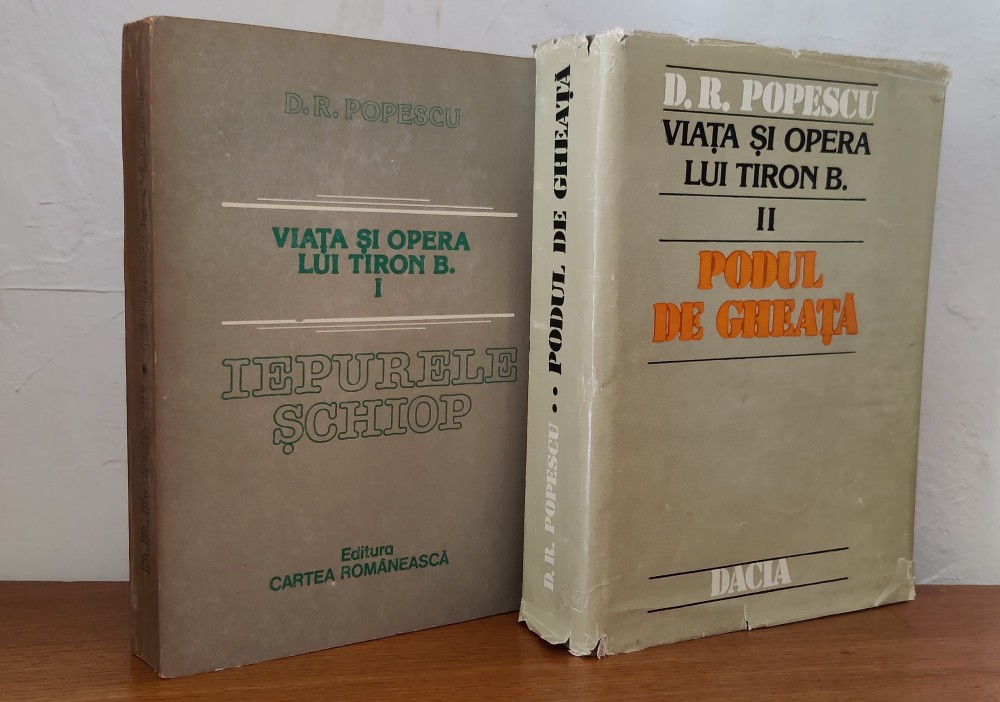 D. R. POPESCU
VIAȚA ȘI OPERA
LUI TIRON B.
I
IEPURELE
ȘCHIOP
Editura
CARTEA ROMÂNEASCĂ
D. R. POPESCU •• PODUL DE GHEAȚĂ
D. R. POPESCU
VIAȚA ȘI OPERA
LUI TIRON B.
II
PODUL
DE GHEAȚĂ
DACIA